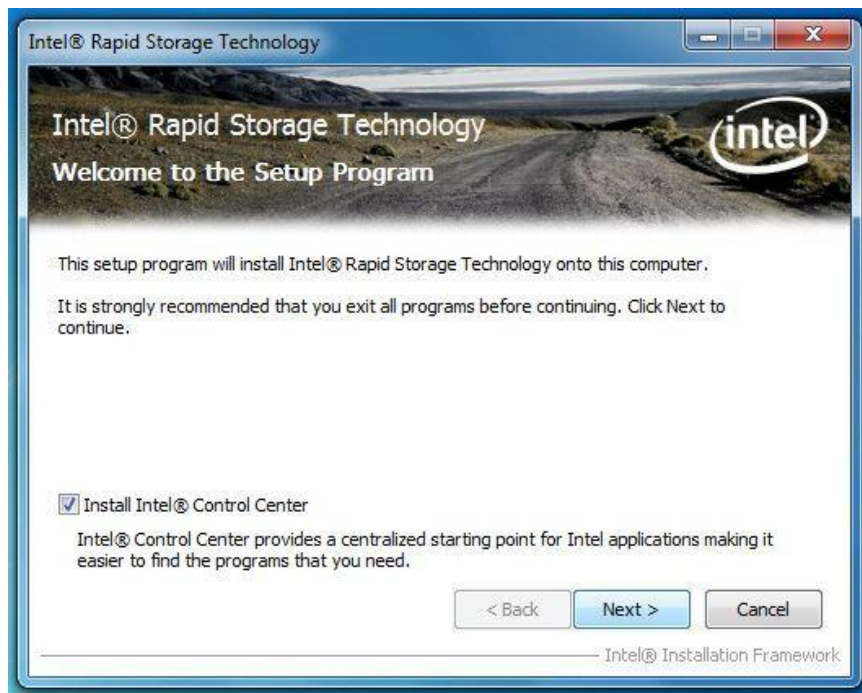 Intel® Rapid Storage Technology
Intel® Rapid Storage Technology
Welcome to the Setup Program
intel
This setup program will install Intel® Rapid Storage Technology onto this computer.
It is strongly recommended that you exit all programs before continuing. Click Next to
continue.
Install Intel® Control Center
Intel® Control Center provides a centralized starting point for Intel applications making it
easier to find the programs that you need.
< Back Next > Cancel
Intel® Installation Framework